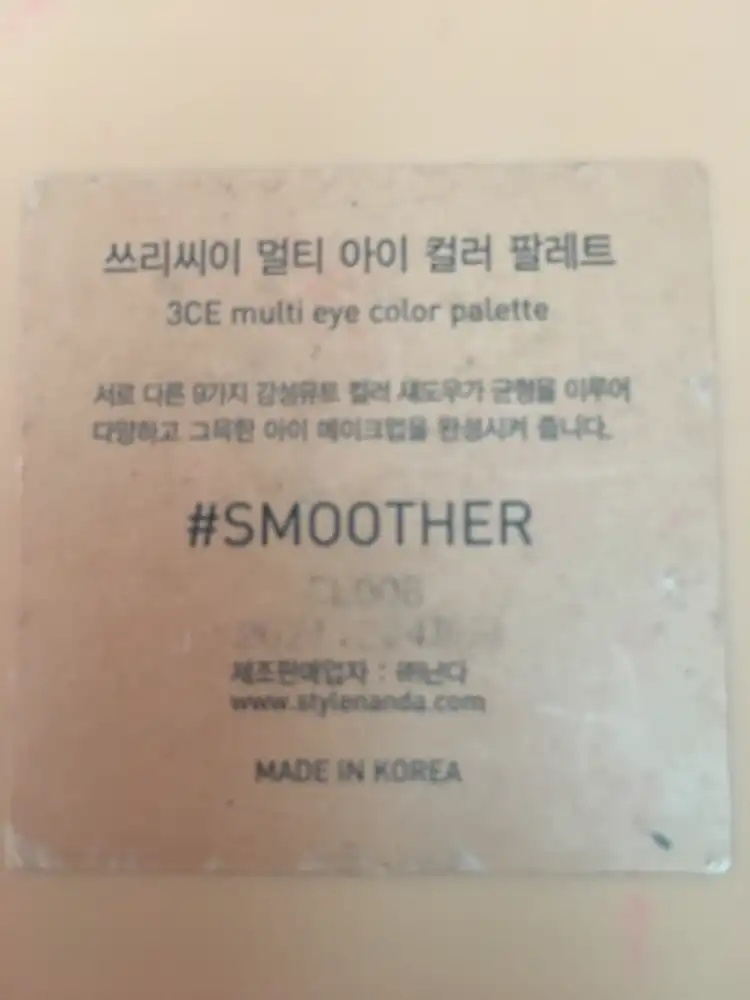 쓰리씨이 멀티 아이 컬러 팔레트
3CE multi eye color palette
서로 다른 9가지 감성뮤트 컬러 섀도우가 균형을 이루어
다양하고 그윽한 아이 메이크업을 완성시켜 줍니다.
#SMOOTHER
제조판매업자 : ㈜난다
www.stylenanda.com
MADE IN KOREA